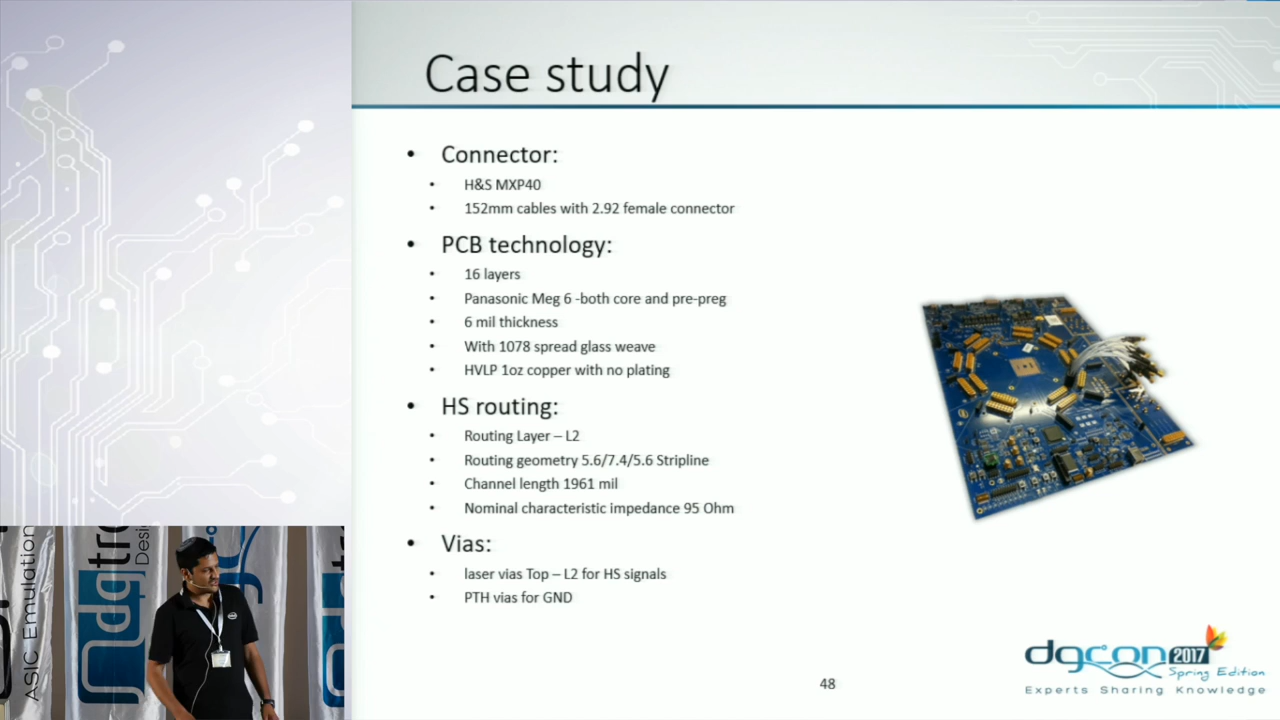 Case study
• Connector:
• H&S MXP40
• 152mm cables with 2.92 female connector
• PCB technology:
• 16 layers
• Panasonic Meg 6 -both core and pre-preg
• 6 mil thickness
• With 1078 spread glass weave
• HVLP 1oz copper with no plating
• HS routing:
• Routing Layer – L2
• Routing geometry 5.6/7.4/5.6 Stripline
• Channel length 1961 mil
• Nominal characteristic impedance 95 Ohm
• Vias:
• laser vias Top – L2 for HS signals
• PTH vias for GND
48
dgcon 2017
Spring Edition
Experts Sharing Knowledge
ASIC Emulation
dgtro
Desi